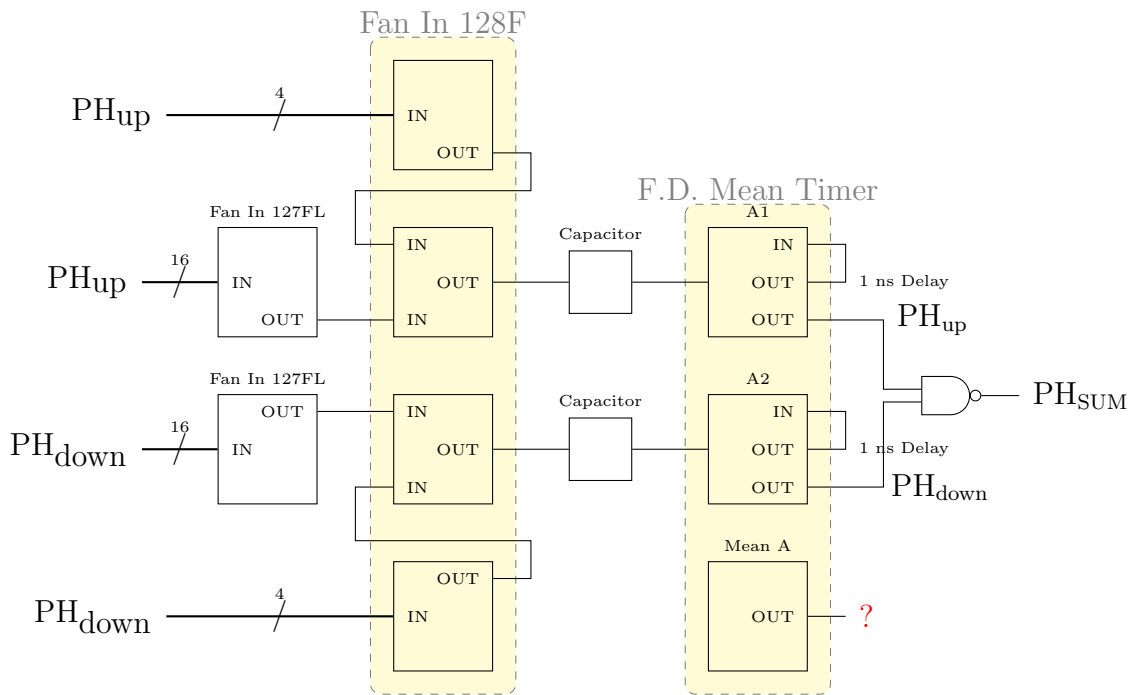 Fan In 128F
PHup
4
IN
OUT
F.D. Mean Timer
Fan In 127FL
A1
Capacitor
IN
IN
PHup
16
IN
OUT
OUT
1 ns Delay
OUT
IN
OUT
PHup
Fan In 127FL
A2
Capacitor
OUT
IN
IN
PHSUM
PHdown
16
IN
OUT
OUT
1 ns Delay
IN
OUT
PHdown
Mean A
OUT
PHdown
4
IN
OUT
?